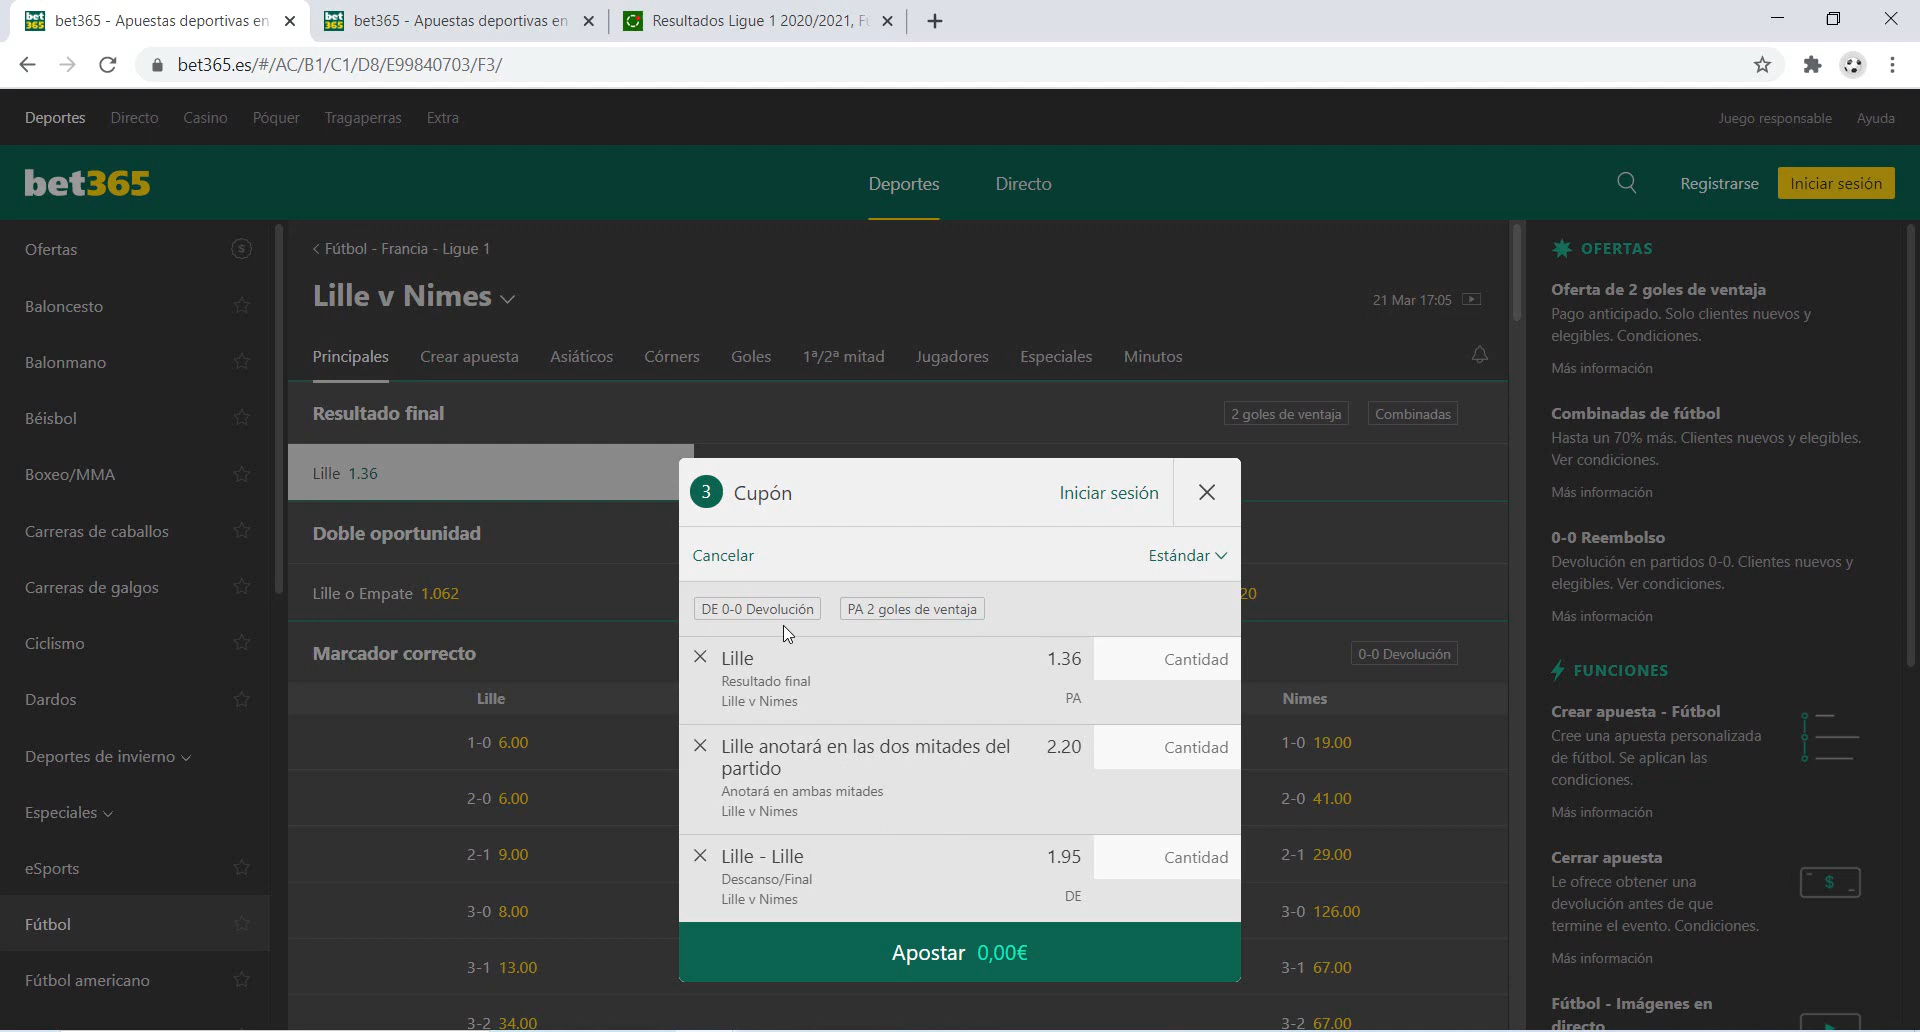 bet365 - Apuestas deportivas en
bet365 - Apuestas deportivas en
Resultados Ligue 1 2020/2021, F
bet365.es/#/AC/B1/C1/D8/E99840703/F3/
Deportes Directo Casino Póquer Tragaperras Extra
Juego responsable Ayuda
bet365
Deportes Directo
Registrarse Iniciar sesión
Ofertas
Baloncesto
Balonmano
Béisbol
Boxeo/MMA
Carreras de caballos
Carreras de galgos
Ciclismo
Dardos
Deportes de invierno
Especiales
eSports
Fútbol
Fútbol americano
Fútbol - Francia - Ligue 1
Lille v Nimes
21 Mar 17:05
Principales Crear apuesta Asiáticos Córners Goles 1ª/2ª mitad Jugadores Especiales Minutos
Resultado final
2 goles de ventaja Combinadas
Lille 1.36
Doble oportunidad
Lille o Empate 1.062
20
Marcador correcto
0-0 Devolución
Lille
Nimes
1-0 6.00
1-0 19.00
2-0 6.00
2-0 41.00
2-1 9.00
2-1 29.00
3-0 8.00
3-0 126.00
3-1 13.00
3-1 67.00
3-2 34.00
3-2 67.00
3 Cupón
Iniciar sesión
Cancelar
Estándar
DE 0-0 Devolución PA 2 goles de ventaja
Lille 1.36 Cantidad
Resultado final
Lille v Nimes PA
Lille anotará en las dos mitades del 2.20 Cantidad
partido
Anotará en ambas mitades
Lille v Nimes
Lille - Lille 1.95 Cantidad
Descanso/Final
Lille v Nimes DE
Apostar 0,00€
OFERTAS
Oferta de 2 goles de ventaja
Pago anticipado. Solo clientes nuevos y
elegibles. Condiciones.
Más información
Combinadas de fútbol
Hasta un 70% más. Clientes nuevos y elegibles.
Ver condiciones.
Más información
0-0 Reembolso
Devolución en partidos 0-0. Clientes nuevos y
elegibles. Ver condiciones.
Más información
FUNCIONES
Crear apuesta - Fútbol
Cree una apuesta personalizada
de fútbol. Se aplican las
condiciones.
Más información
Cerrar apuesta
Le ofrece obtener una
devolución antes de que
termine el evento. Condiciones.
Más información
Fútbol - Imágenes en
directo